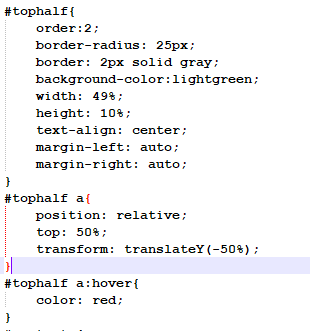 #tophalf{
order:2;
border-radius: 25px;
border: 2px solid gray;
background-color:lightgreen;
width: 49%;
height: 10%;
text-align: center;
margin-left: auto;
margin-right: auto;
}
#tophalf a{
position: relative;
top: 50%;
transform: translateY(-50%);
}
#tophalf a:hover{
color: red;
}